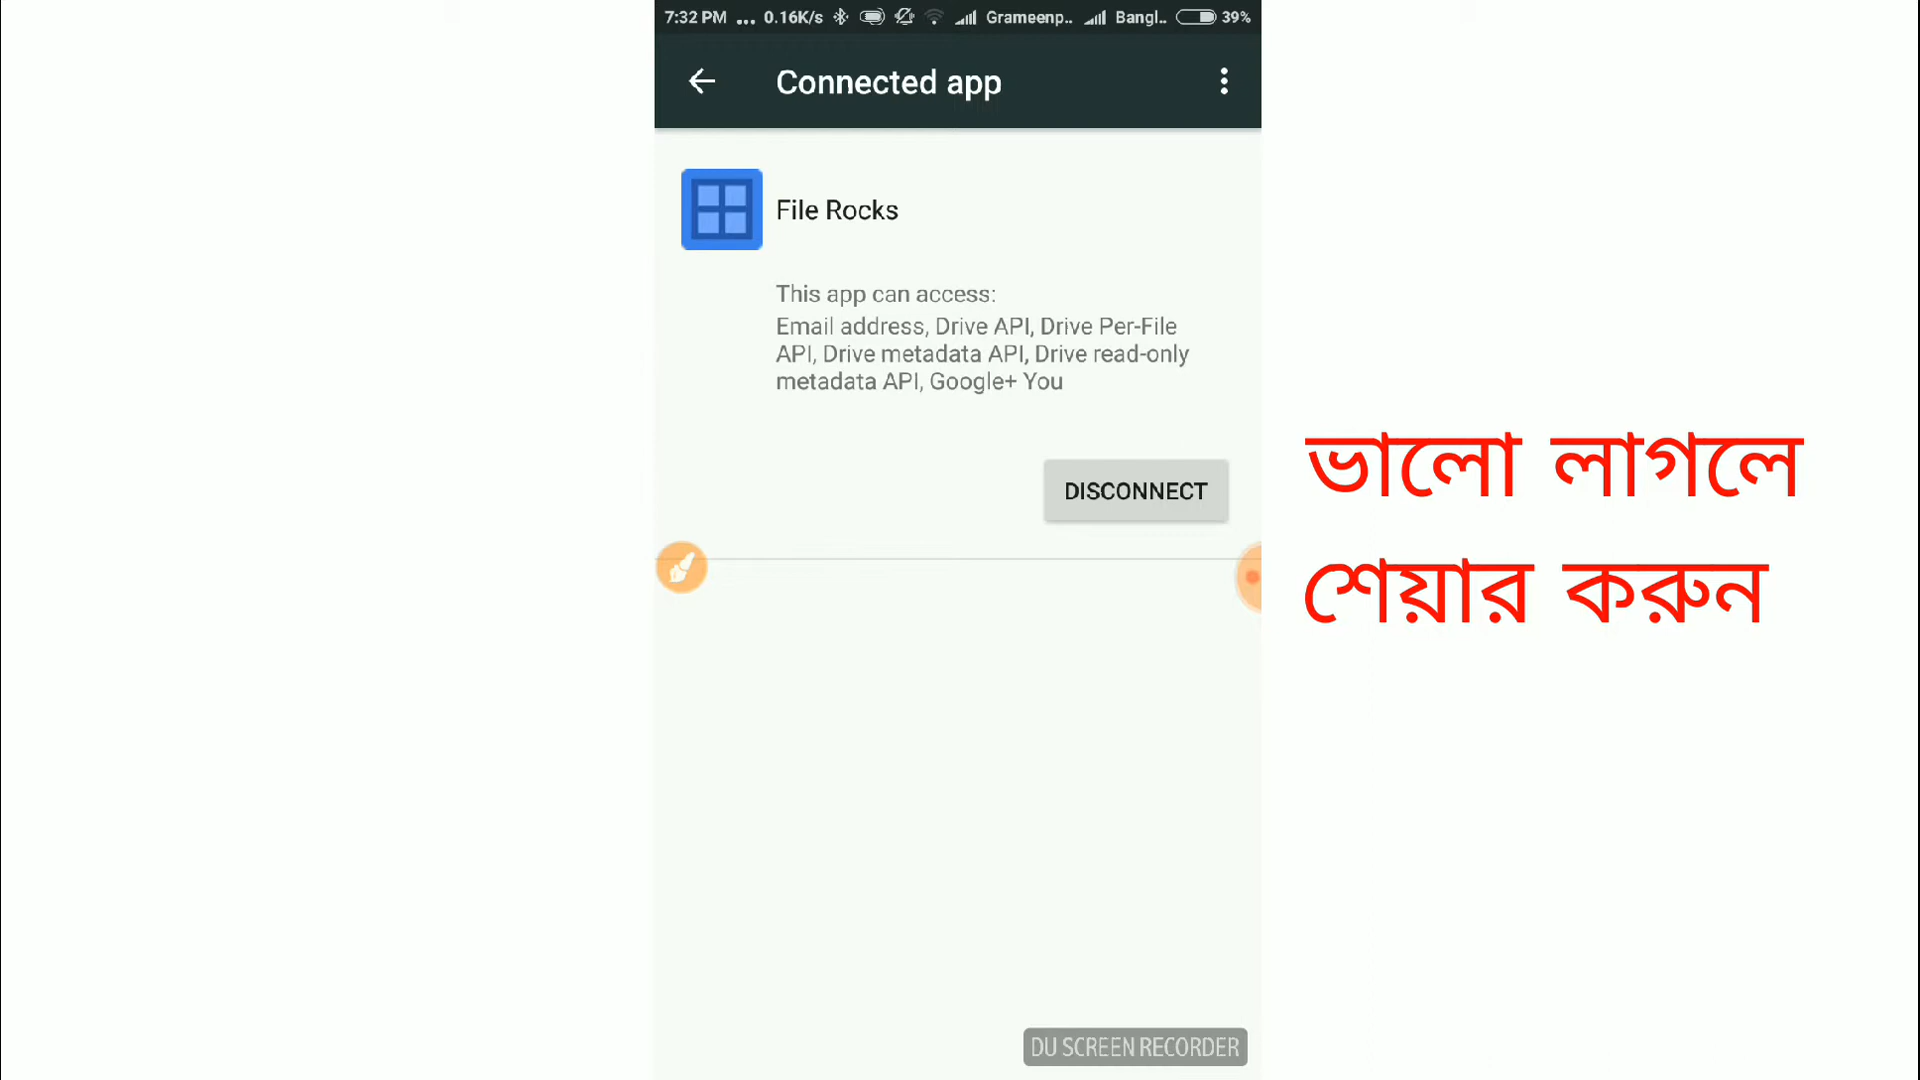 7:32 PM ... 0.16K/s Grameenp.. Bangl.. 39%
Connected app
File Rocks
This app can access:
Email address, Drive API, Drive Per-File
API, Drive metadata API, Drive read-only
metadata API, Google+ You
DISCONNECT
ভালো লাগলে
শেয়ার করুন
DU SCREEN RECORDER